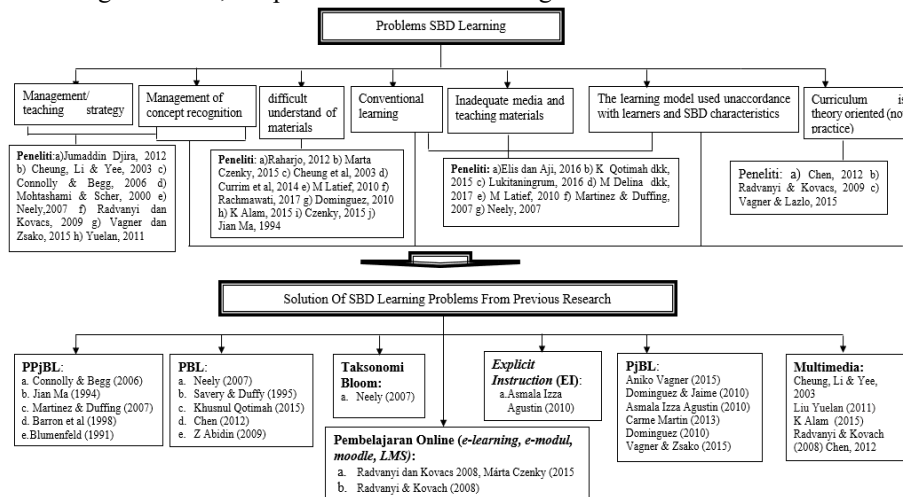 Problems SBD Learning
Management/
teaching strategy
Management of
concept recognition
difficult
understand of
materials
Conventional
learning
Inadequate media and
teaching materials
The learning model used unaccordance
with learners and SBD characteristics
Curriculum is
theory oriented (not
practice)
Peneliti:a)Jumaddin Djira, 2012
b) Cheung, Li & Yee, 2003 c)
Connolly & Begg, 2006 d)
Mohtashami & Scher, 2000 e)
Neely,2007 f) Radvanyi dan
Kovacs, 2009 g) Vagner dan
Zsako, 2015 h) Yuelan, 2011
Peneliti: a)Raharjo, 2012 b) Marta
Czenky, 2015 c) Cheung et al, 2003 d)
Currim et al, 2014 e) M Latief, 2010 f)
Rachmawati, 2017 g) Dominguez, 2010
h) K Alam, 2015 i) Czenky, 2015 j)
Jian Ma, 1994
Peneliti: a)Elis dan Aji, 2016 b) K Qotimah dkk,
2015 c) Lukitaningrum, 2016 d) M Delina dkk,
2017 e) M Latief, 2010 f) Martinez & Duffing,
2007 g) Neely, 2007
Peneliti: a) Chen, 2012 b)
Radvanyi & Kovacs, 2009 c)
Vagner & Lazlo, 2015
Solution Of SBD Learning Problems From Previous Research
PPjBL:
a. Connolly & Begg (2006)
b. Jian Ma (1994)
c. Martinez & Duffing (2007)
d. Barron et al (1998)
e. Blumenfeld (1991)
PBL:
a. Neely (2007)
b. Savery & Duffy (1995)
c. Khusnul Qotimah (2015)
d. Chen (2012)
e. Z Abidin (2009)
Taksonomi
Bloom:
a. Neely (2007)
Explicit
Instruction (EI):
a.Asmala Izza
Agustin (2010)
PjBL:
Aniko Vagner (2015)
Dominguez & Jaime (2010)
Asmala Izza Agustin (2010)
Carme Martin (2013)
Dominguez (2010)
Vagner & Zsako (2015)
Multimedia:
Cheung, Li & Yee,
2003
Liu Yuelan (2011)
K Alam (2015)
Radvanyi & Kovach
(2008) Chen, 2012
Pembelajaran Online (e-learning, e-modul,
moodle, LMS):
a. Radvanyi dan Kovacs 2008, Márta Czenky (2015
b. Radvanyi & Kovach (2008)